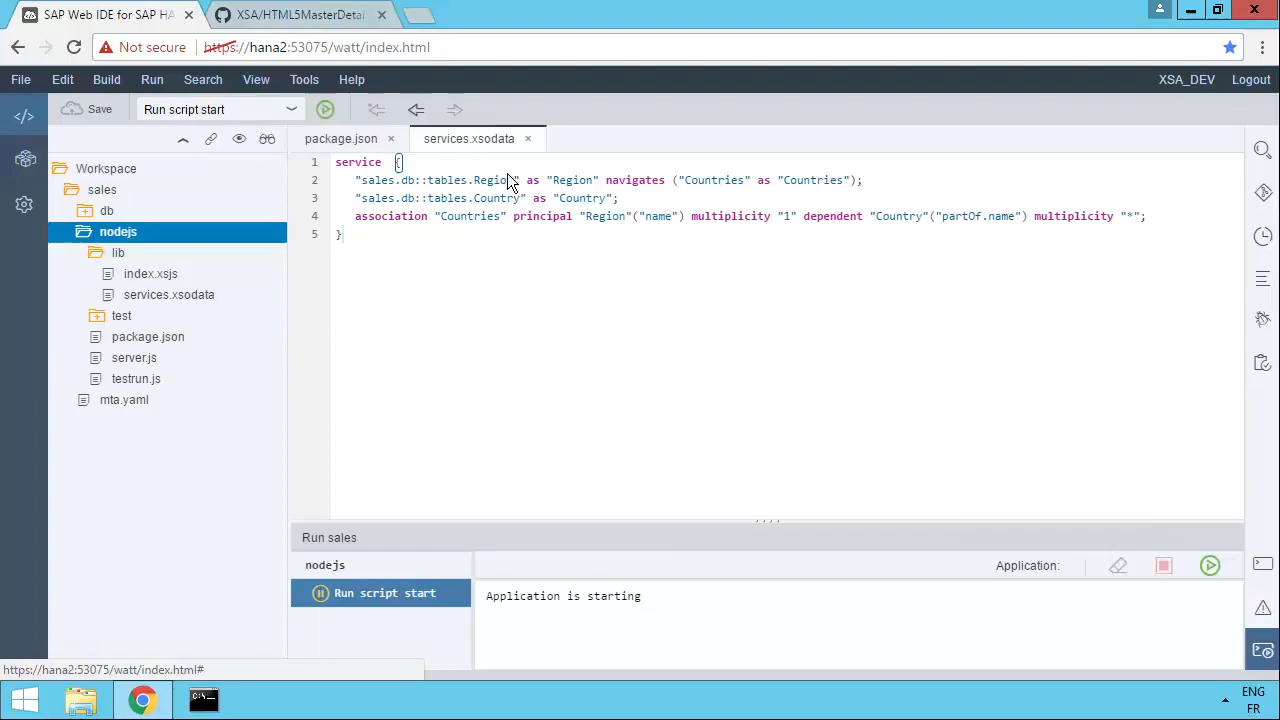 SAP Web IDE for SAP HA
XSA/HTML5MasterDetai
Not secure
https://hana2:53075/watt/index.html
File Edit Build Run Search View Tools Help
XSA_DEV Logout
Save
Run script start
package.json
services.xsodata
Workspace
sales
db
nodejs
lib
index.xsjs
services.xsodata
test
package.json
server.js
testrun.js
mta.yaml
1 service {
2 "sales.db::tables.Region" as "Region" navigates ("Countries" as "Countries");
3 "sales.db::tables.Country" as "Country";
4 association "Countries" principal "Region"("name") multiplicity "1" dependent "Country"("partOf.name") multiplicity "*";
5 }
Run sales
nodejs
Application:
Run script start
Application is starting
https://hana2:53075/watt/index.html#
C:\.
ENG
FR